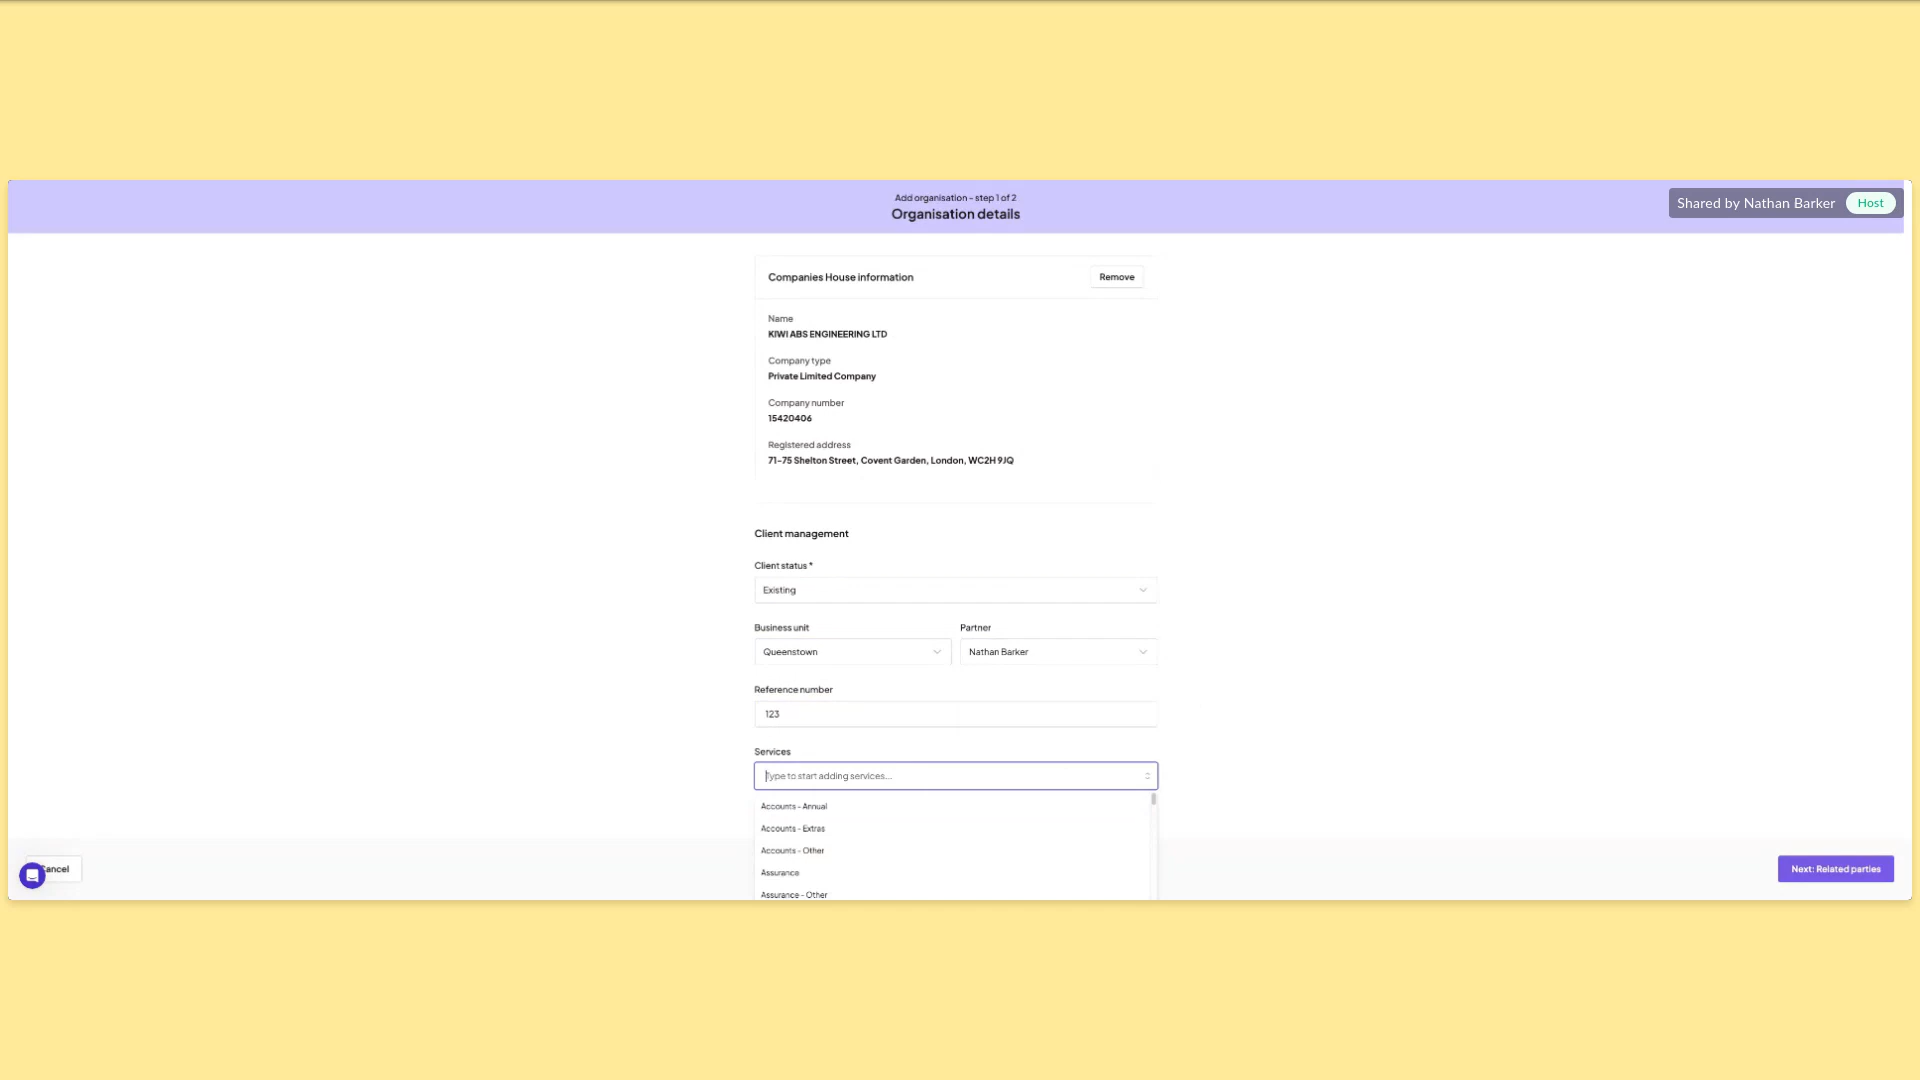 Add organisation - step 1 of 2
Organisation details
Shared by Nathan Barker Host
Companies House information
Remove
Name
KIWI ABS ENGINEERING LTD
Company type
Private Limited Company
Company number
15420406
Registered address
71-75 Shelton Street, Covent Garden, London, WC2H 9JQ
Client management
Client status *
Existing
Business unit
Partner
Queenstown
Nathan Barker
Reference number
123
Services
Type to start adding services...
Accounts - Annual
Accounts - Extras
Accounts - Other
Assurance
Assurance - Other
Cancel
Next: Related parties